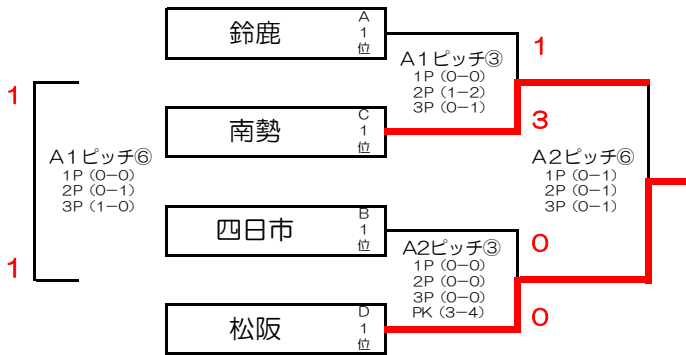 鈴鹿
A
1
位
1
A1ピッチ③
1P (0-0)
2P (1-2)
3P (0-1)
南勢
C
1
位
3
1
A1ピッチ⑥
1P (0-0)
2P (0-1)
3P (1-0)
1
A2ピッチ⑥
1P (0-1)
2P (0-1)
3P (0-1)
四日市
B
1
位
0
A2ピッチ③
1P (0-0)
2P (0-0)
3P (0-0)
PK (3-4)
松阪
D
1
位
0